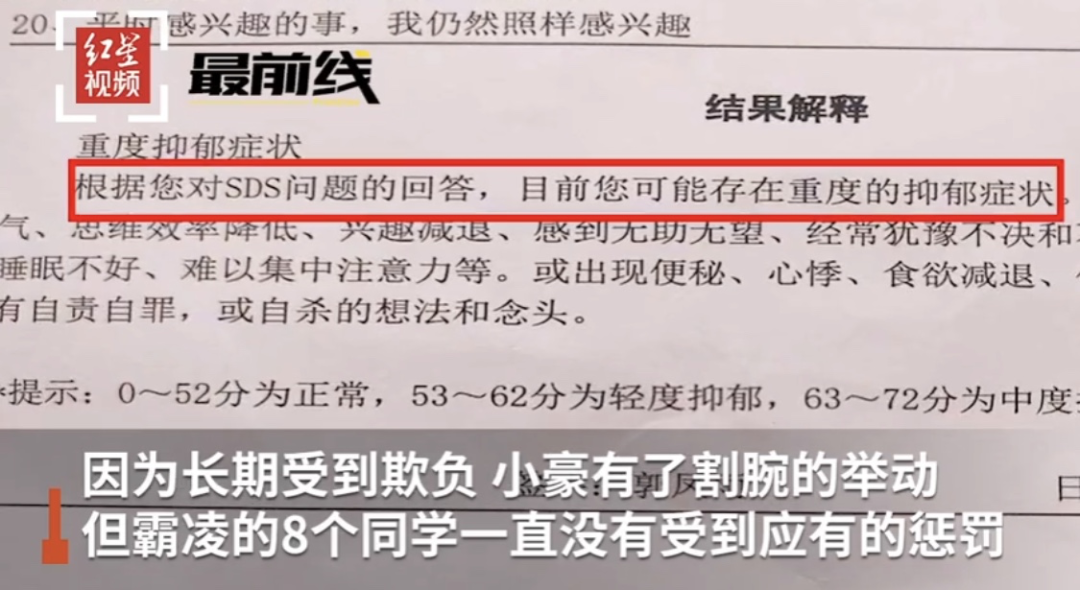 20、平时感兴趣的事，我仍然照样感兴趣
红星
视频
最前线
结果解释
重度抑郁症状
根据您对SDS问题的回答，目前您可能存在重度的抑郁症状。
气、思维效率降低、兴趣减退、感到无助无望、经常犹豫不决和
睡眠不好、难以集中注意力等。或出现便秘、心悸、食欲减退、
有自责自罪，或自杀的想法和念头。
*提示：0～52分为正常，53～62分为轻度抑郁，63～72分为中度
因为长期受到欺负 小豪有了割腕的举动
但霸凌的8个同学一直没有受到应有的惩罚